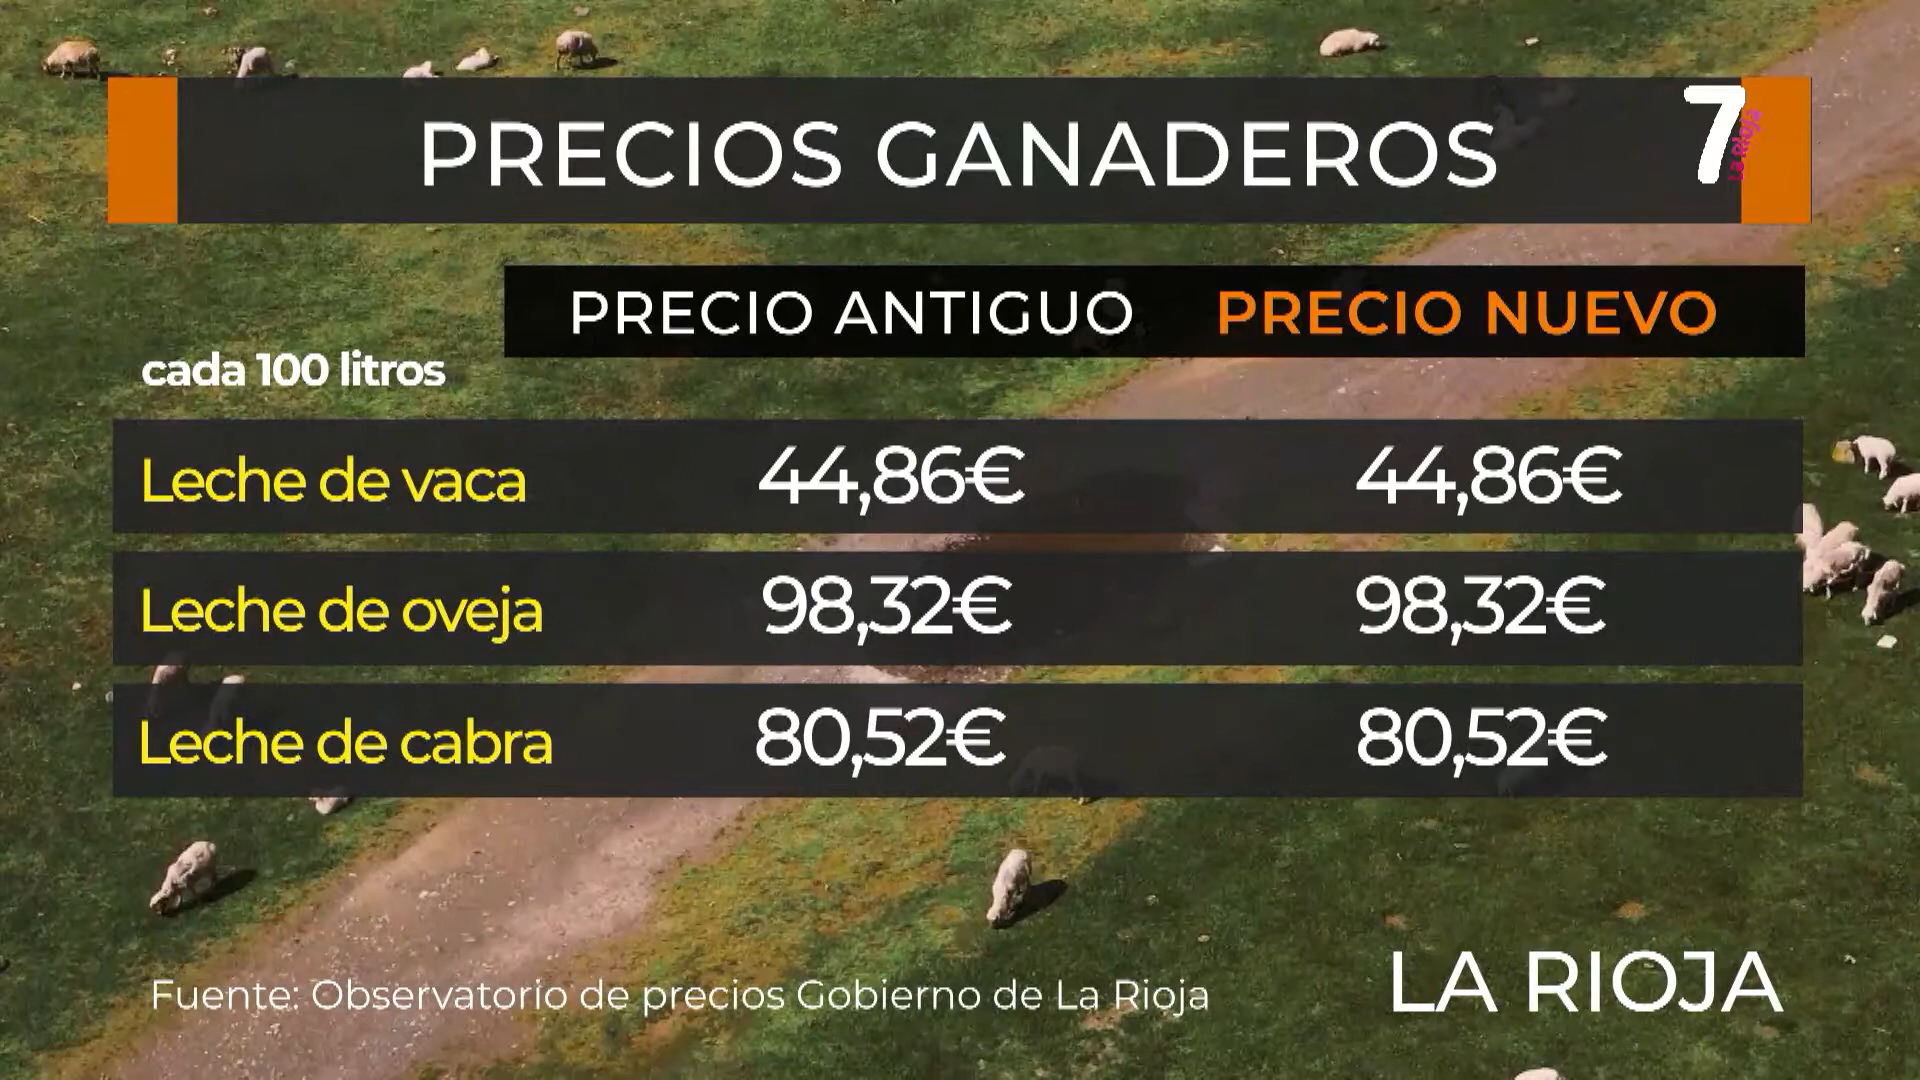 PRECIOS GANADEROS
7
La Rioja
PRECIO ANTIGUO PRECIO NUEVO
cada 100 litros
Leche de vaca 44,86€ 44,86€
Leche de oveja 98,32€ 98,32€
Leche de cabra 80,52€ 80,52€
Fuente: Observatorio de precios Gobierno de La Rioja
LA RIOJA